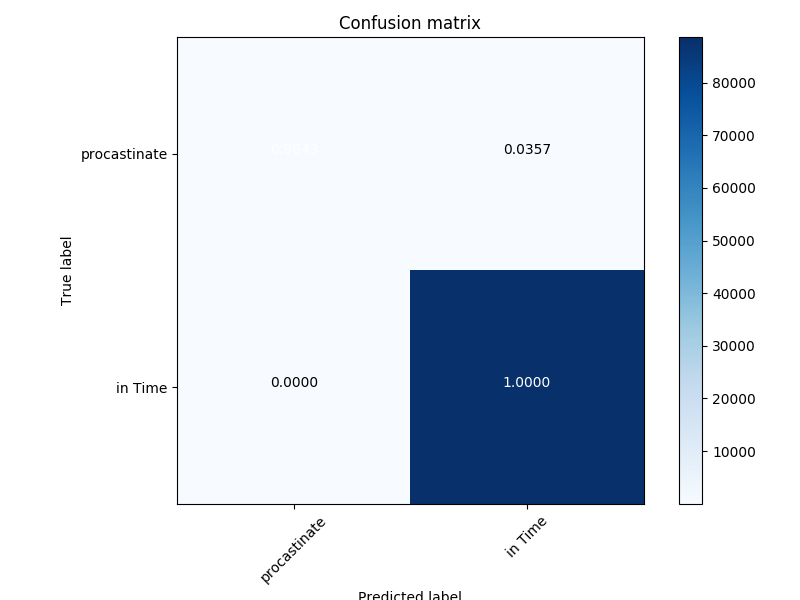 Confusion matrix
procastinate
0.0357
True label
in Time
0.0000
1.0000
procastinate
in Time
Predicted label
80000
70000
60000
50000
40000
30000
20000
10000